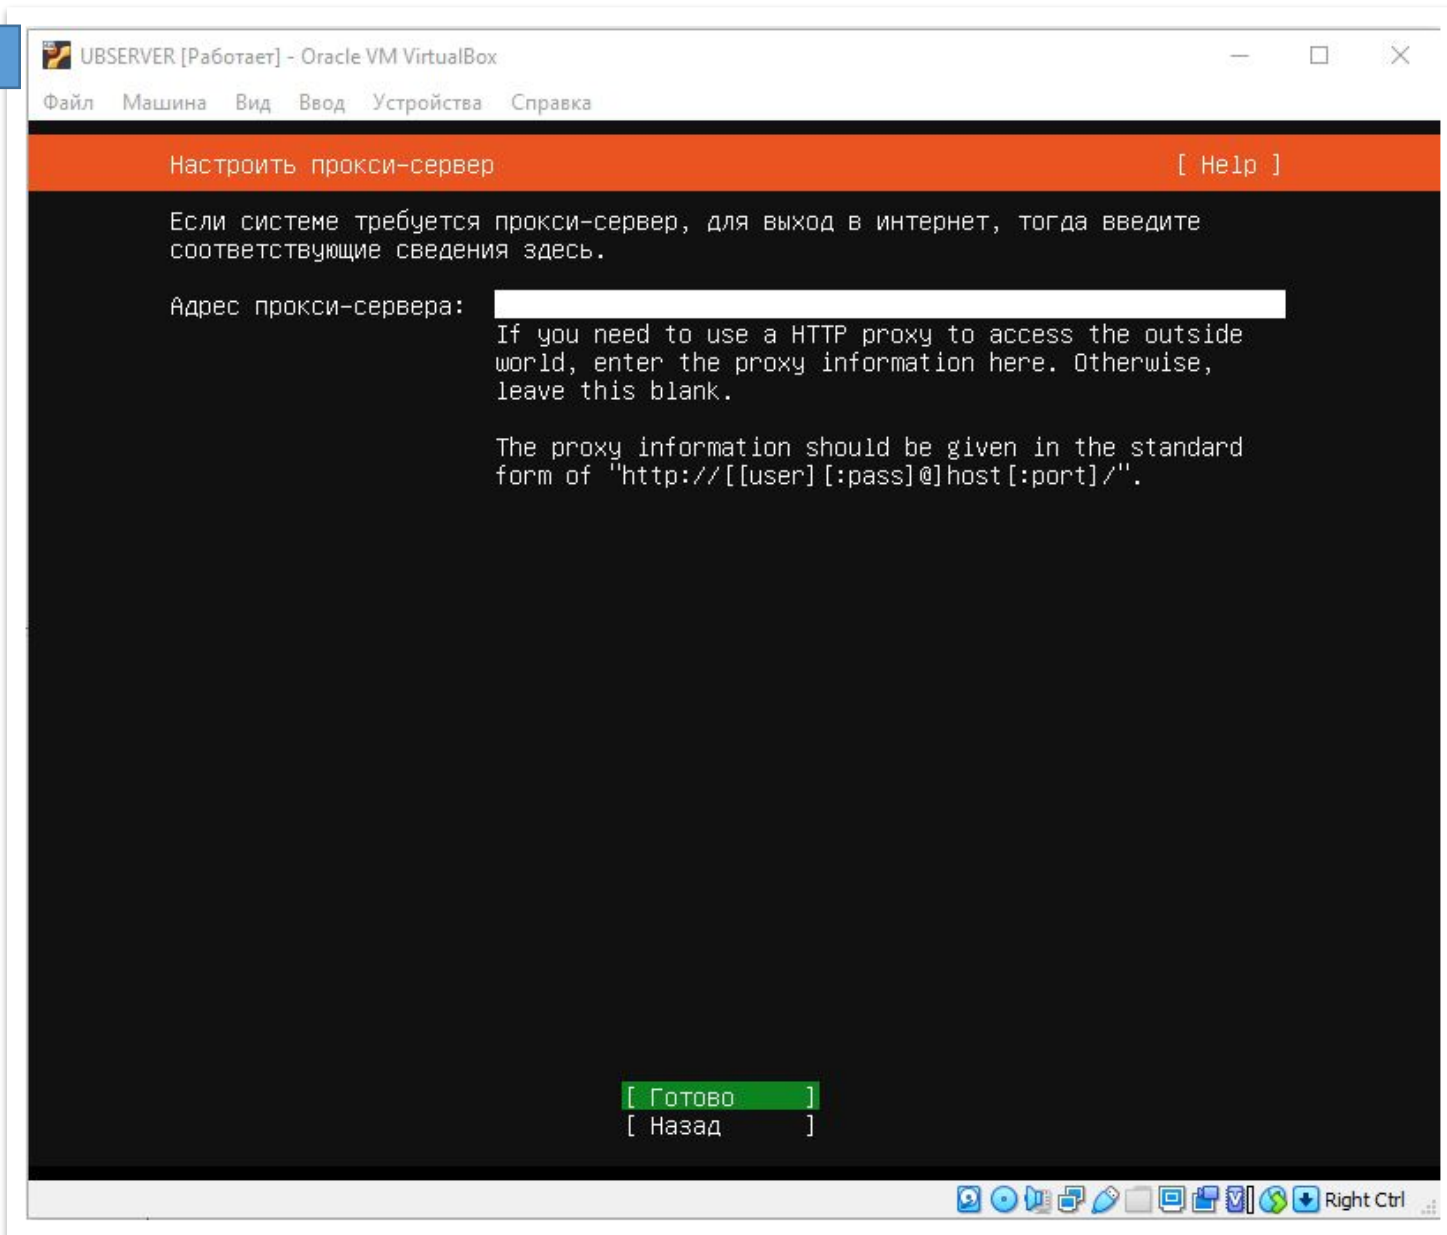 UBSERVER [Работает] - Oracle VM VirtualBox
Файл Машина Вид Ввод Устройства Справка
Настроить прокси-сервер [ Help ]
Если системе требуется прокси-сервер, для выход в интернет, тогда введите
соответствующие сведения здесь.
Адрес прокси-сервера:
If you need to use a HTTP proxy to access the outside
world, enter the proxy information here. Otherwise,
leave this blank.
The proxy information should be given in the standard
form of "http://[[user][:pass]@]host[:port]/".
[ Готово ]
[ Назад ]
Right Ctrl